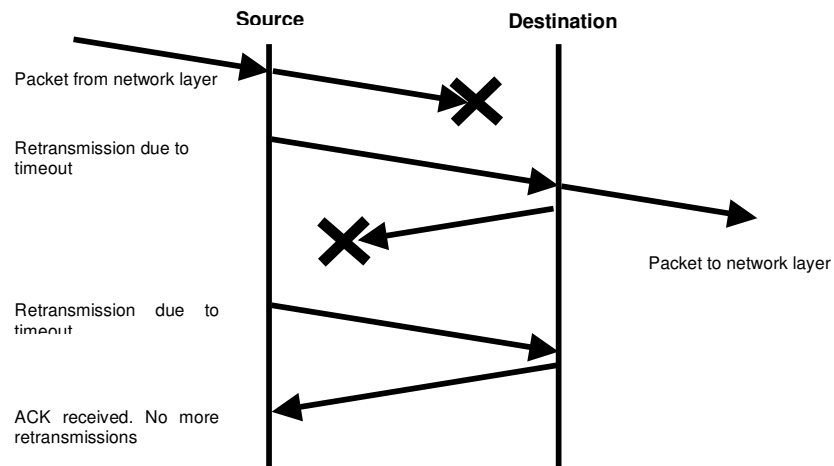 Source
Destination
Packet from network layer
Retransmission due to
timeout
Packet to network layer
Retransmission due to
timeout
ACK received. No more
retransmissions